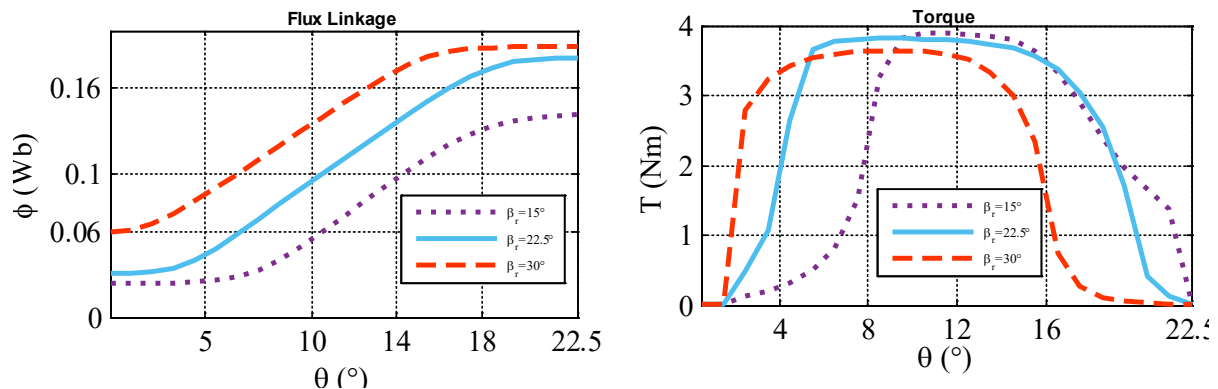 Flux Linkage
ϕ (Wb)
0.16
0.1
0.06
0
5
10
14
18
22.5
θ (°)
βr=15°
βr=22.5°
βr=30°
Torque
T (Nm)
4
3
2
1
0
4
8
12
16
22.5
θ (°)
βr=15°
βr=22.5°
βr=30°